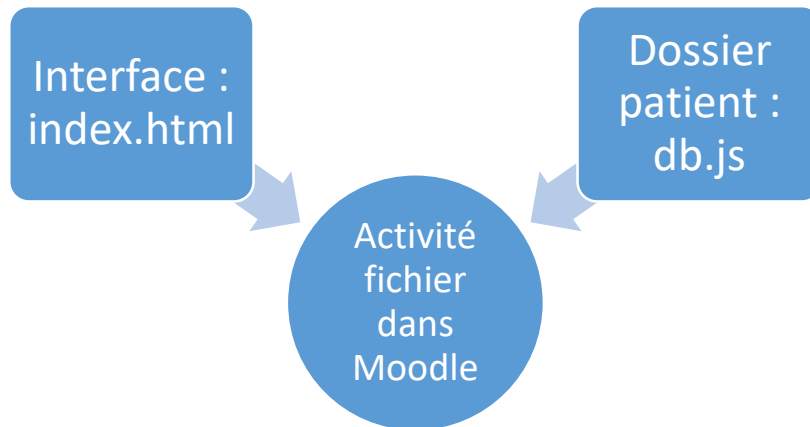 Interface :
index.html
Dossier
patient :
db.js
Activité
fichier
dans
Moodle